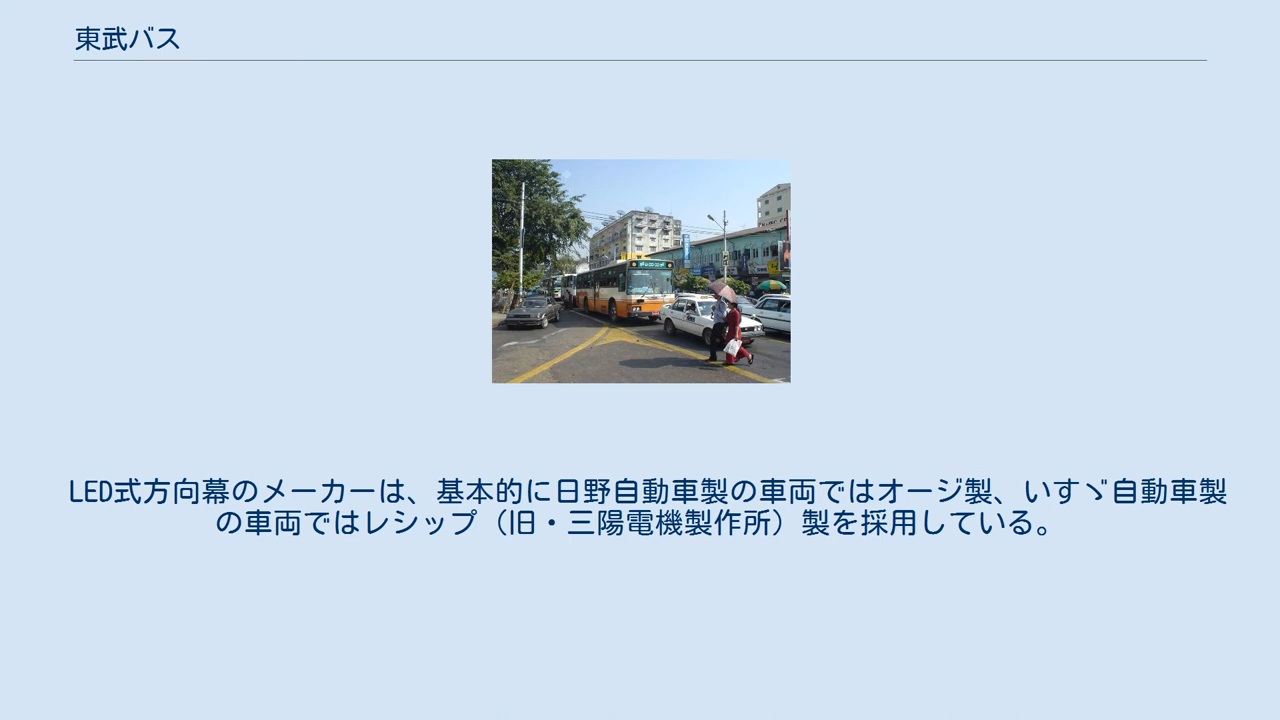 東武バス
LED式方向幕のメーカーは、基本的に日野自動車製の車両ではオージ製、いすゞ自動車製
の車両ではレシップ（旧・三陽電機製作所）製を採用している。